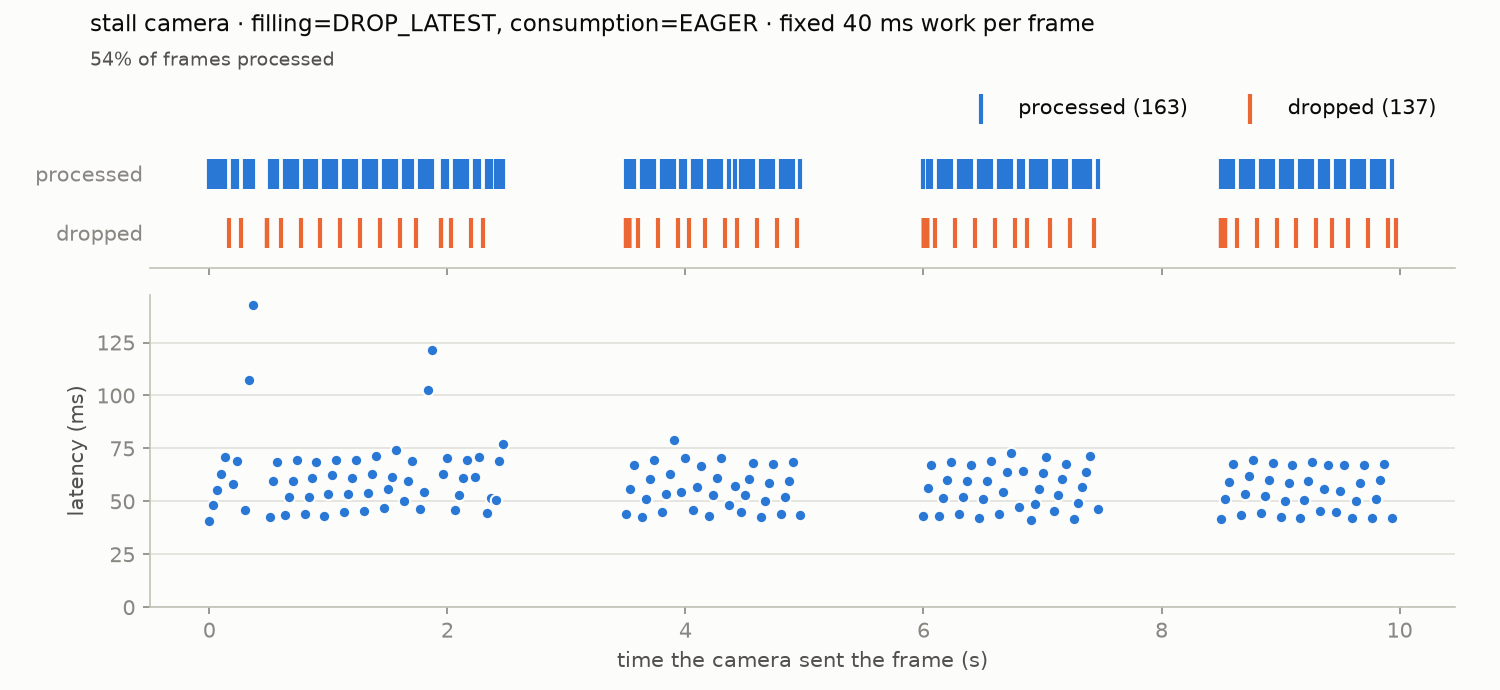 stall camera · filling=DROP_LATEST, consumption=EAGER · fixed 40 ms work per frame
54% of frames processed
processed (163)
dropped (137)
processed
dropped
125
100
75
50
25
0
latency (ms)
0 2 4 6 8 10
time the camera sent the frame (s)